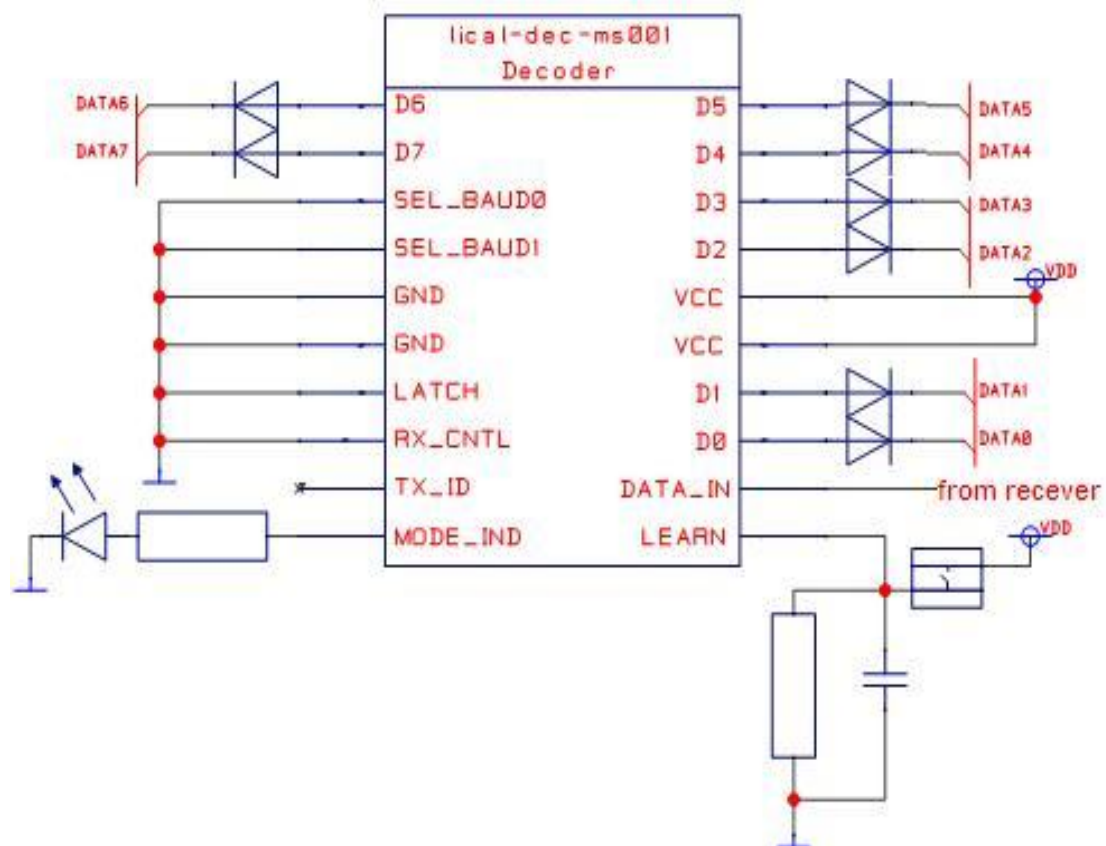 lical-dec-ms001
Decoder
DATA6
D6
D5
DATA5
DATA7
D7
D4
DATA4
SEL_BAUD0
D3
DATA3
SEL_BAUD1
D2
DATA2
VDD
GND
VCC
GND
VCC
LATCH
D1
DATA1
RX_CNTL
D0
DATA0
TX_ID
DATA_IN
from recever
MODE_IND
LEARN
VDD